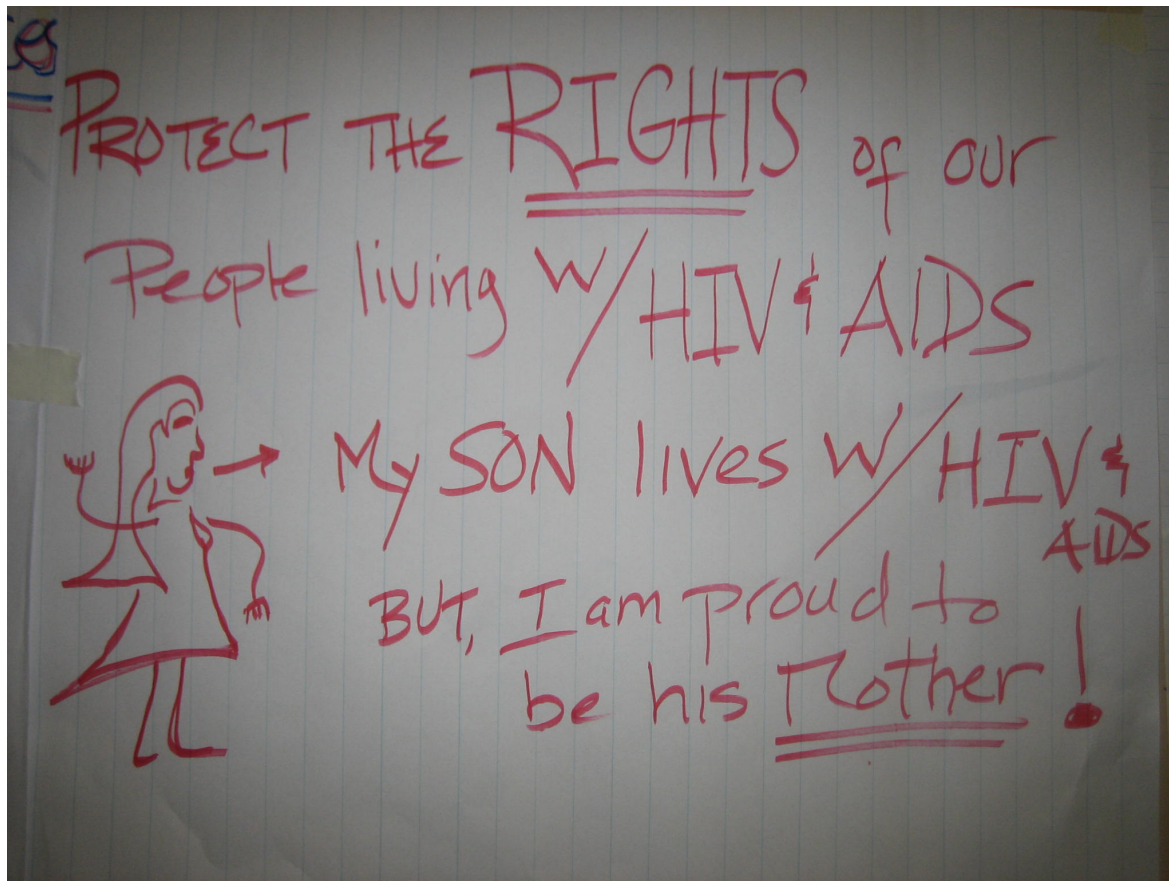 PROTECT THE RIGHTS of our
People living W/HIV & AIDS
My SON lives W/HIV &
AIDS
BUT, I am proud to
be his Mother!